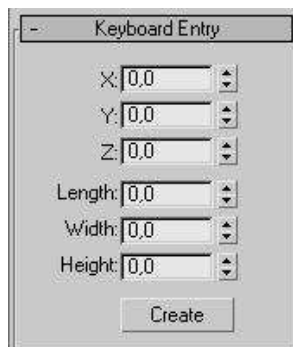 - Keyboard Entry
X: 0,0
Y: 0,0
Z: 0,0
Length: 0,0
Width: 0,0
Height: 0,0
Create